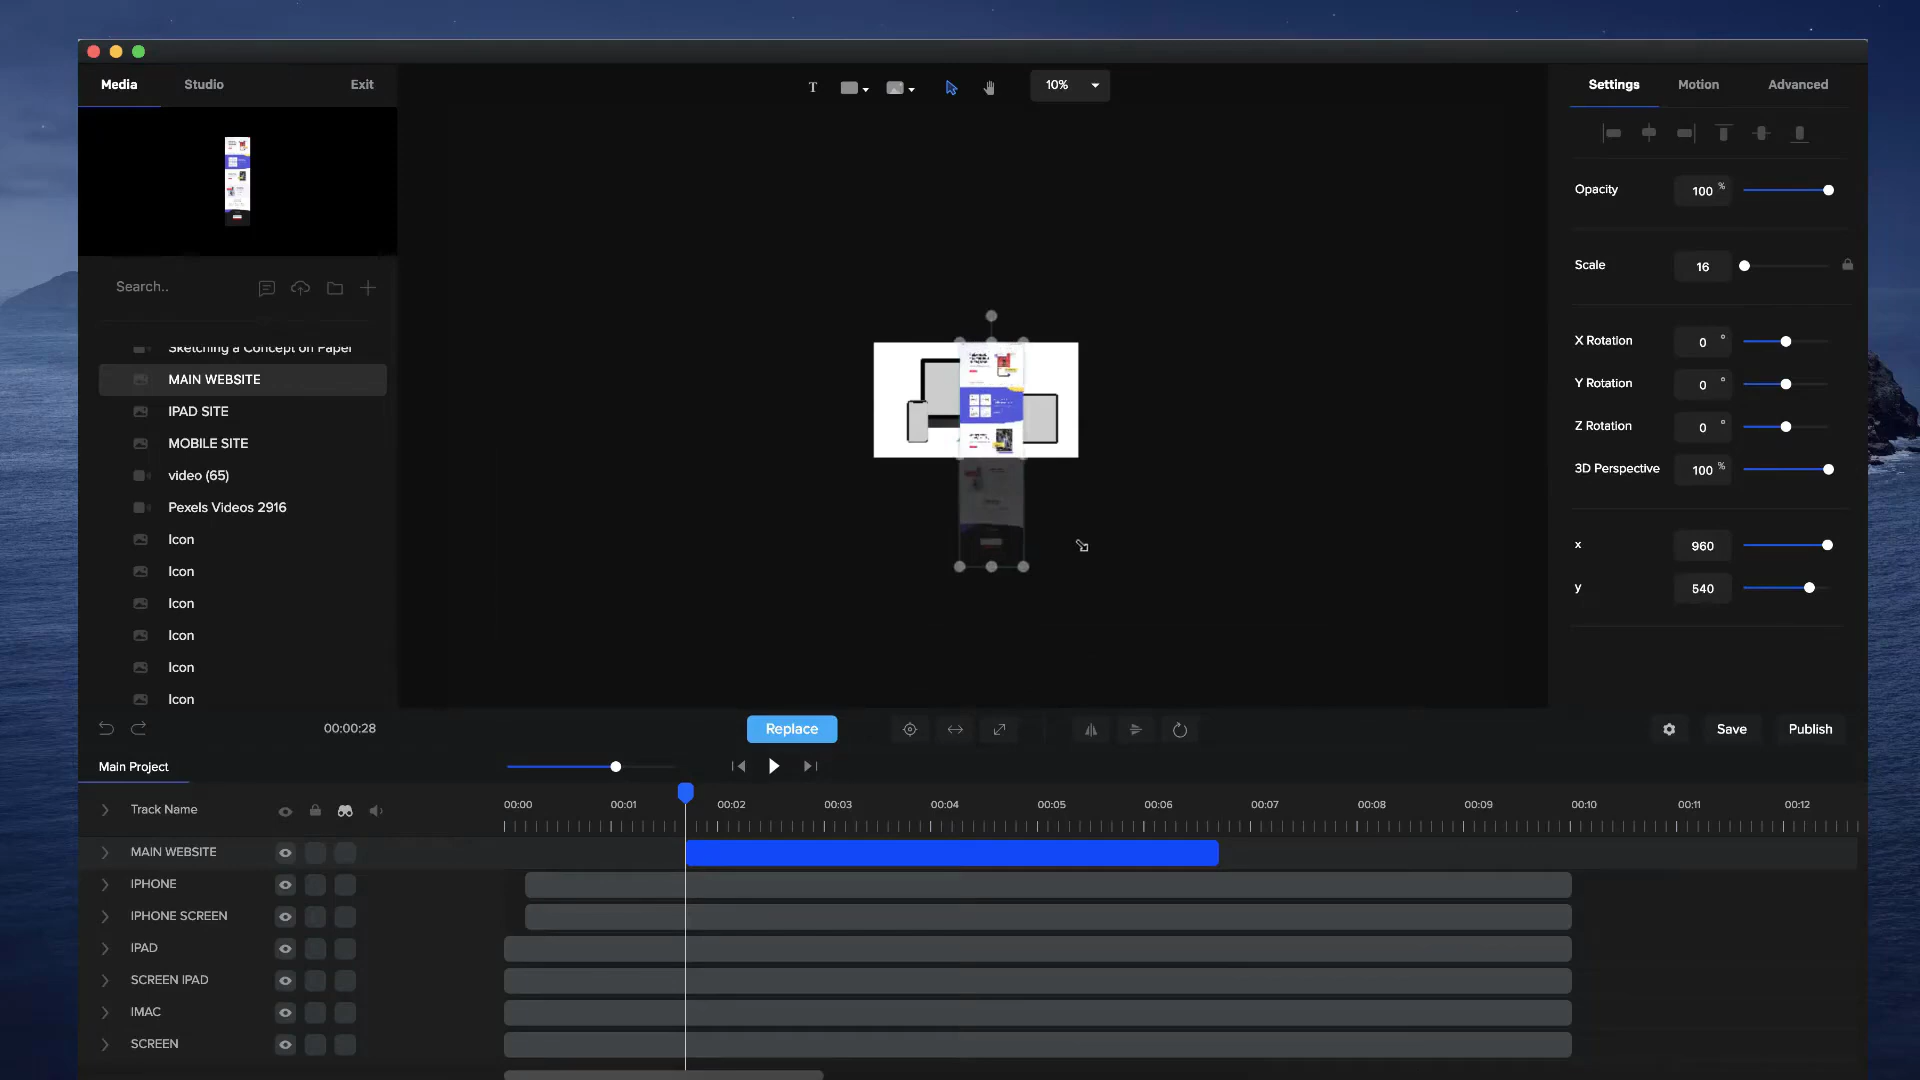 Media Studio Exit
T 10%
Settings Motion Advanced
Opacity 100 %
Scale 16
X Rotation 0 °
Y Rotation 0 °
Z Rotation 0 °
3D Perspective 100 %
x 960
y 540
Search..
Sketching a Concept on Paper
MAIN WEBSITE
IPAD SITE
MOBILE SITE
video (65)
Pexels Videos 2916
Icon
Icon
Icon
Icon
Icon
Icon
00:00:28
Replace
Save Publish
Main Project
Track Name
00:00 00:01 00:02 00:03 00:04 00:05 00:06 00:07 00:08 00:09 00:10 00:11 00:12
MAIN WEBSITE
IPHONE
IPHONE SCREEN
IPAD
SCREEN IPAD
IMAC
SCREEN